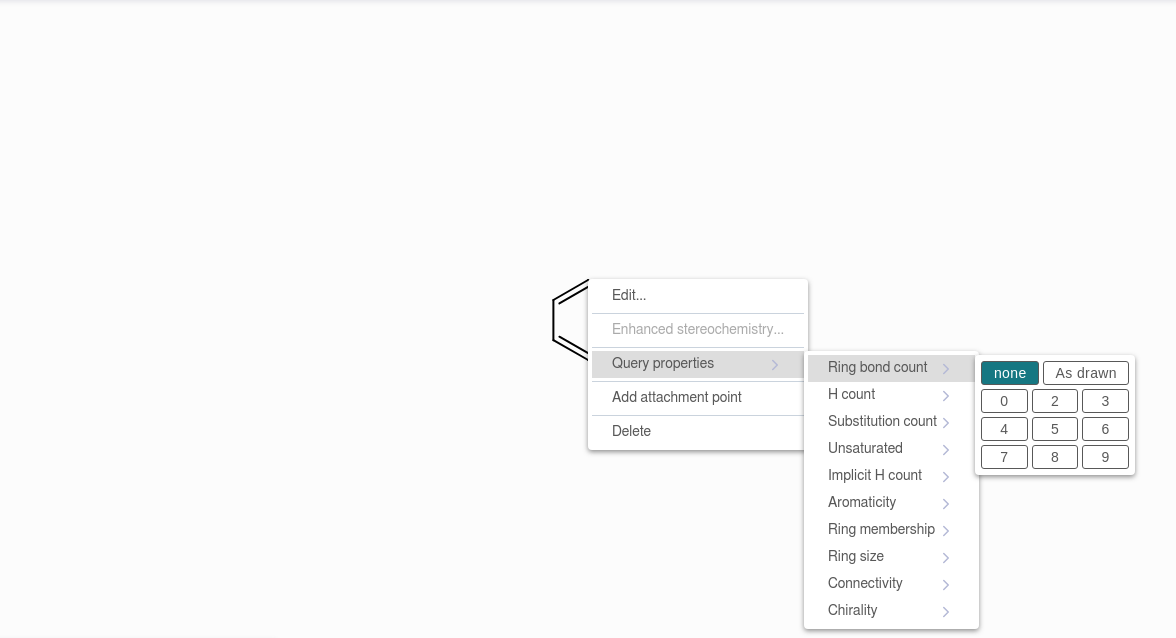 Edit...
Enhanced stereochemistry...
Query properties
Add attachment point
Delete
Ring bond count
H count
Substitution count
Unsaturated
Implicit H count
Aromaticity
Ring membership
Ring size
Connectivity
Chirality
none As drawn
0 2 3
4 5 6
7 8 9